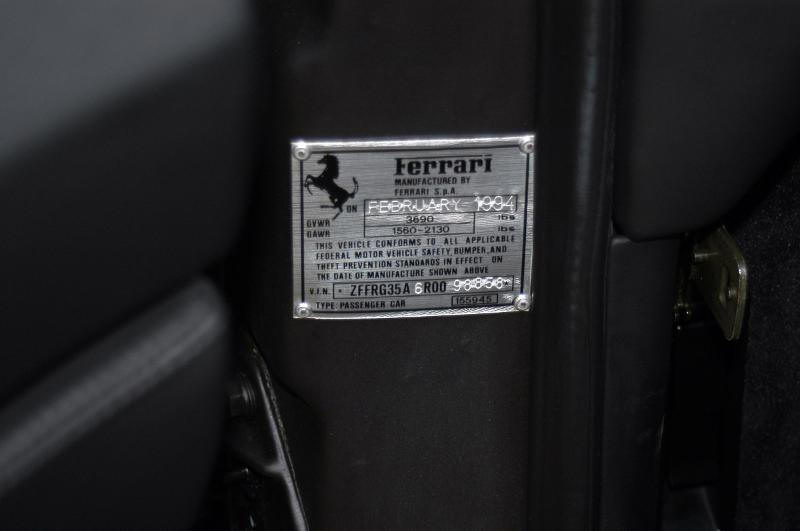 Ferrari
MANUFACTURED BY
FERRARI S.p.A.
ON FEBRUARY-1994
GVWR 3690 lbs
GAWR 1560-2130 lbs
THIS VEHICLE CONFORMS TO ALL APPLICABLE
FEDERAL MOTOR VEHICLE SAFETY, BUMPER, AND
THEFT PREVENTION STANDARDS IN EFFECT ON
THE DATE OF MANUFACTURE SHOWN ABOVE
V.I.N. * ZFFRG35A 6 R00 98858*
TYPE: PASSENGER CAR 155945